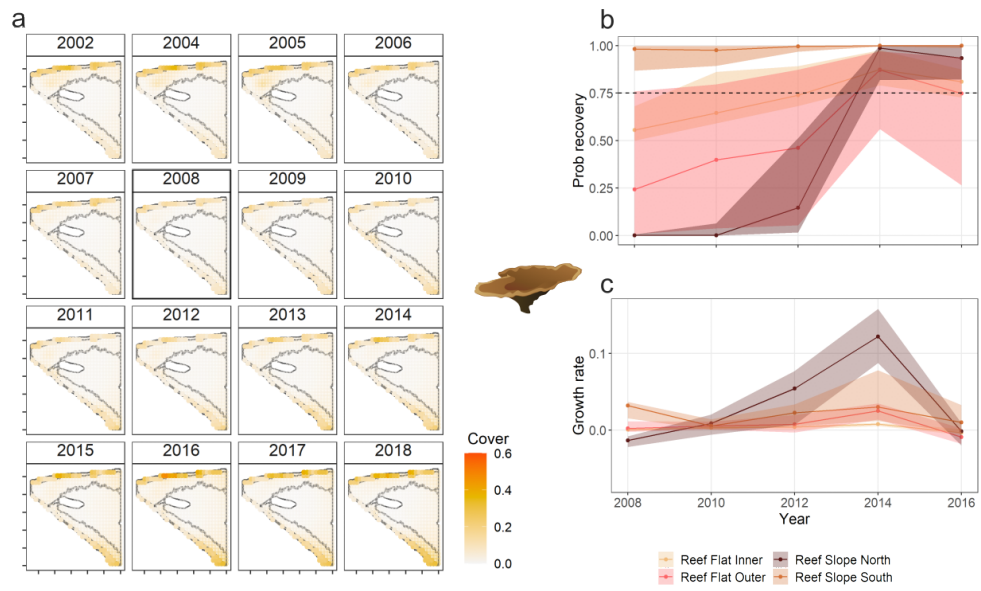 a
2002 2004 2005 2006
2007 2008 2009 2010
2011 2012 2013 2014
2015 2016 2017 2018
Cover
0.6
0.4
0.2
0.0
b
Prob recovery
1.00
0.75
0.50
0.25
0.00
c
Growth rate
0.1
0.0
2008 2010 2012 2014 2016
Year
Reef Flat Inner Reef Slope North
Reef Flat Outer Reef Slope South